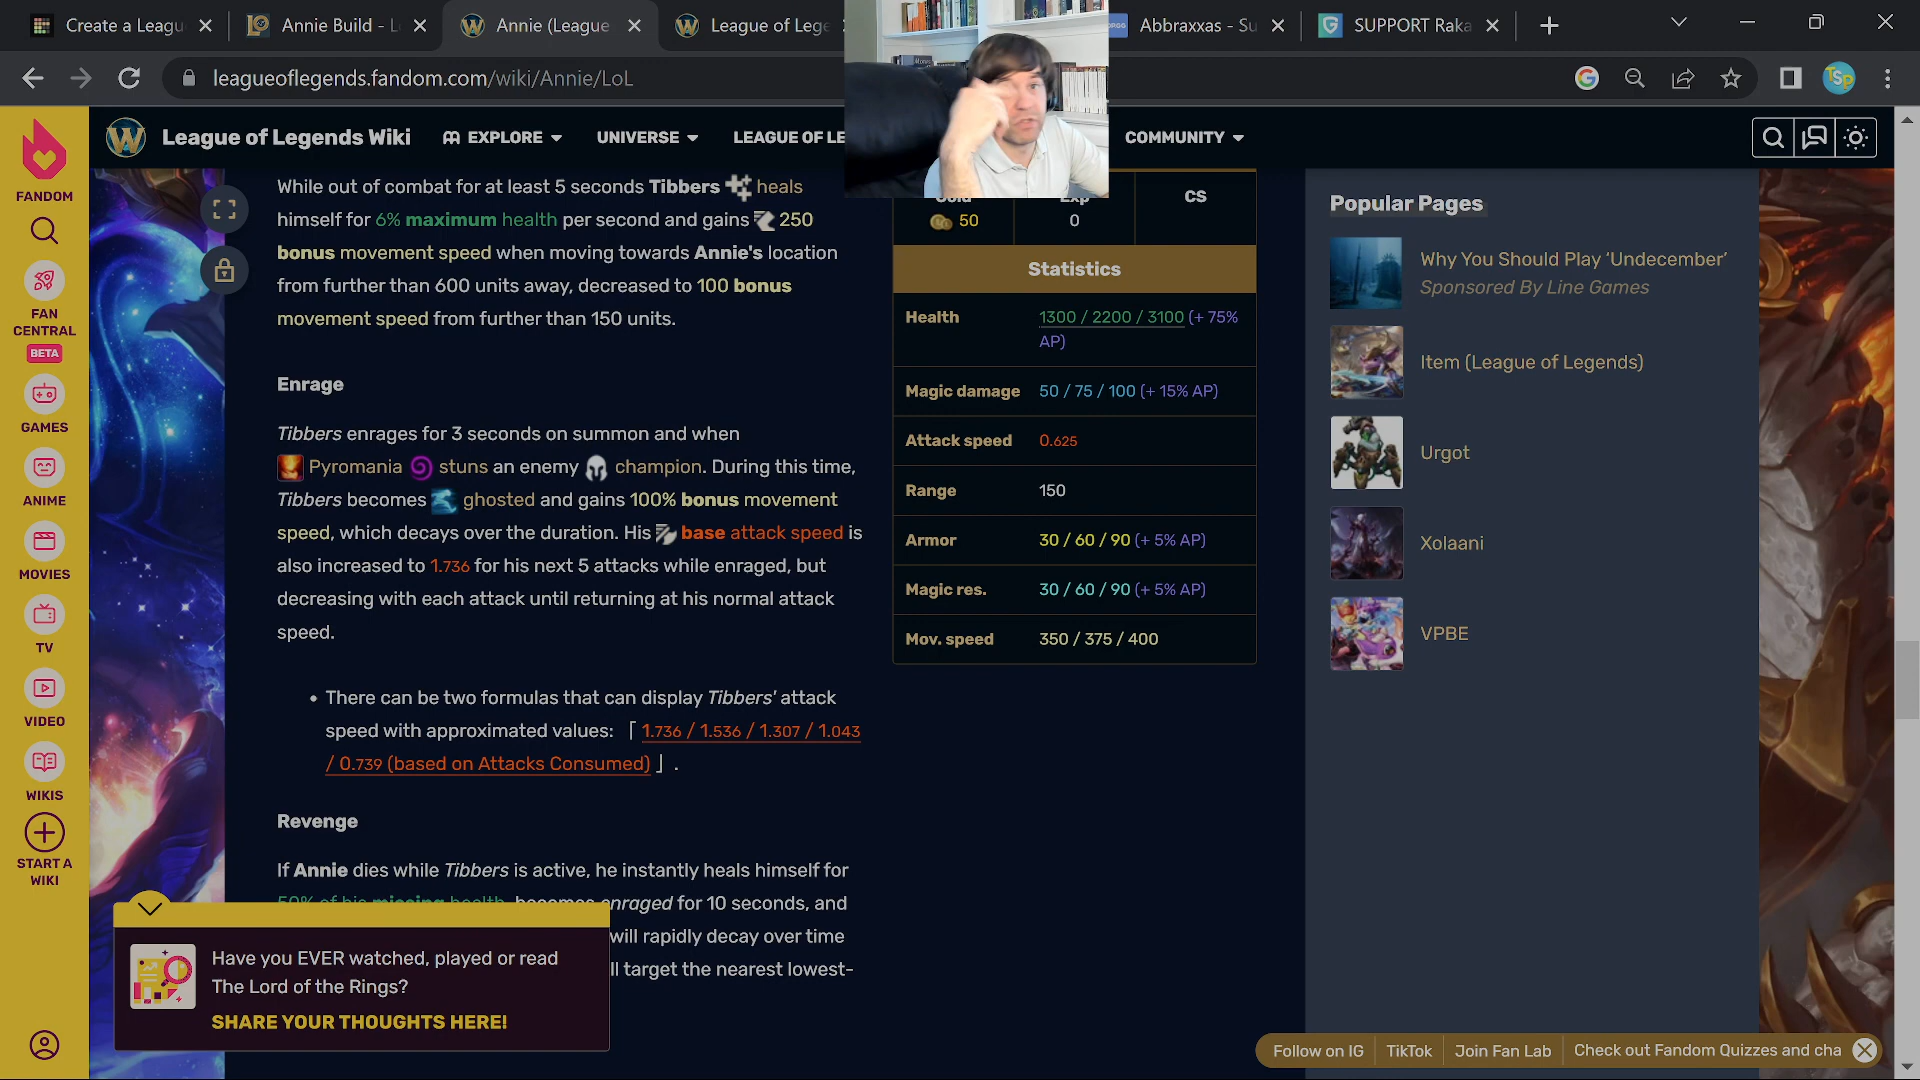 Create a Leagu
Annie Build - L
Annie (League
League of Leg
Abbraxxas - Su
SUPPORT Raka
leagueoflegends.fandom.com/wiki/Annie/LoL
League of Legends Wiki
EXPLORE
UNIVERSE
LEAGUE OF LE
COMMUNITY
FANDOM
FAN
CENTRAL
BETA
GAMES
ANIME
MOVIES
TV
VIDEO
WIKIS
START A
WIKI
While out of combat for at least 5 seconds Tibbers heals
himself for 6% maximum health per second and gains 250
bonus movement speed when moving towards Annie's location
from further than 600 units away, decreased to 100 bonus
movement speed from further than 150 units.
Enrage
Tibbers enrages for 3 seconds on summon and when
Pyromania stuns an enemy champion. During this time,
Tibbers becomes ghosted and gains 100% bonus movement
speed, which decays over the duration. His base attack speed is
also increased to 1.736 for his next 5 attacks while enraged, but
decreasing with each attack until returning at his normal attack
speed.
• There can be two formulas that can display Tibbers' attack
speed with approximated values: ⌈ 1.736 / 1.536 / 1.307 / 1.043
/ 0.739 (based on Attacks Consumed) ⌋ .
Revenge
If Annie dies while Tibbers is active, he instantly heals himself for
50% of his missing health, becomes enraged for 10 seconds, and
will rapidly decay over time
ll target the nearest lowest-
Have you EVER watched, played or read
The Lord of the Rings?
SHARE YOUR THOUGHTS HERE!
Gold Exp CS
50 0
Statistics
Health 1300 / 2200 / 3100 (+ 75%
AP)
Magic damage 50 / 75 / 100 (+ 15% AP)
Attack speed 0.625
Range 150
Armor 30 / 60 / 90 (+ 5% AP)
Magic res. 30 / 60 / 90 (+ 5% AP)
Mov. speed 350 / 375 / 400
Popular Pages
Why You Should Play ‘Undecember’
Sponsored By Line Games
Item (League of Legends)
Urgot
Xolaani
VPBE
Follow on IG
TikTok
Join Fan Lab
Check out Fandom Quizzes and cha